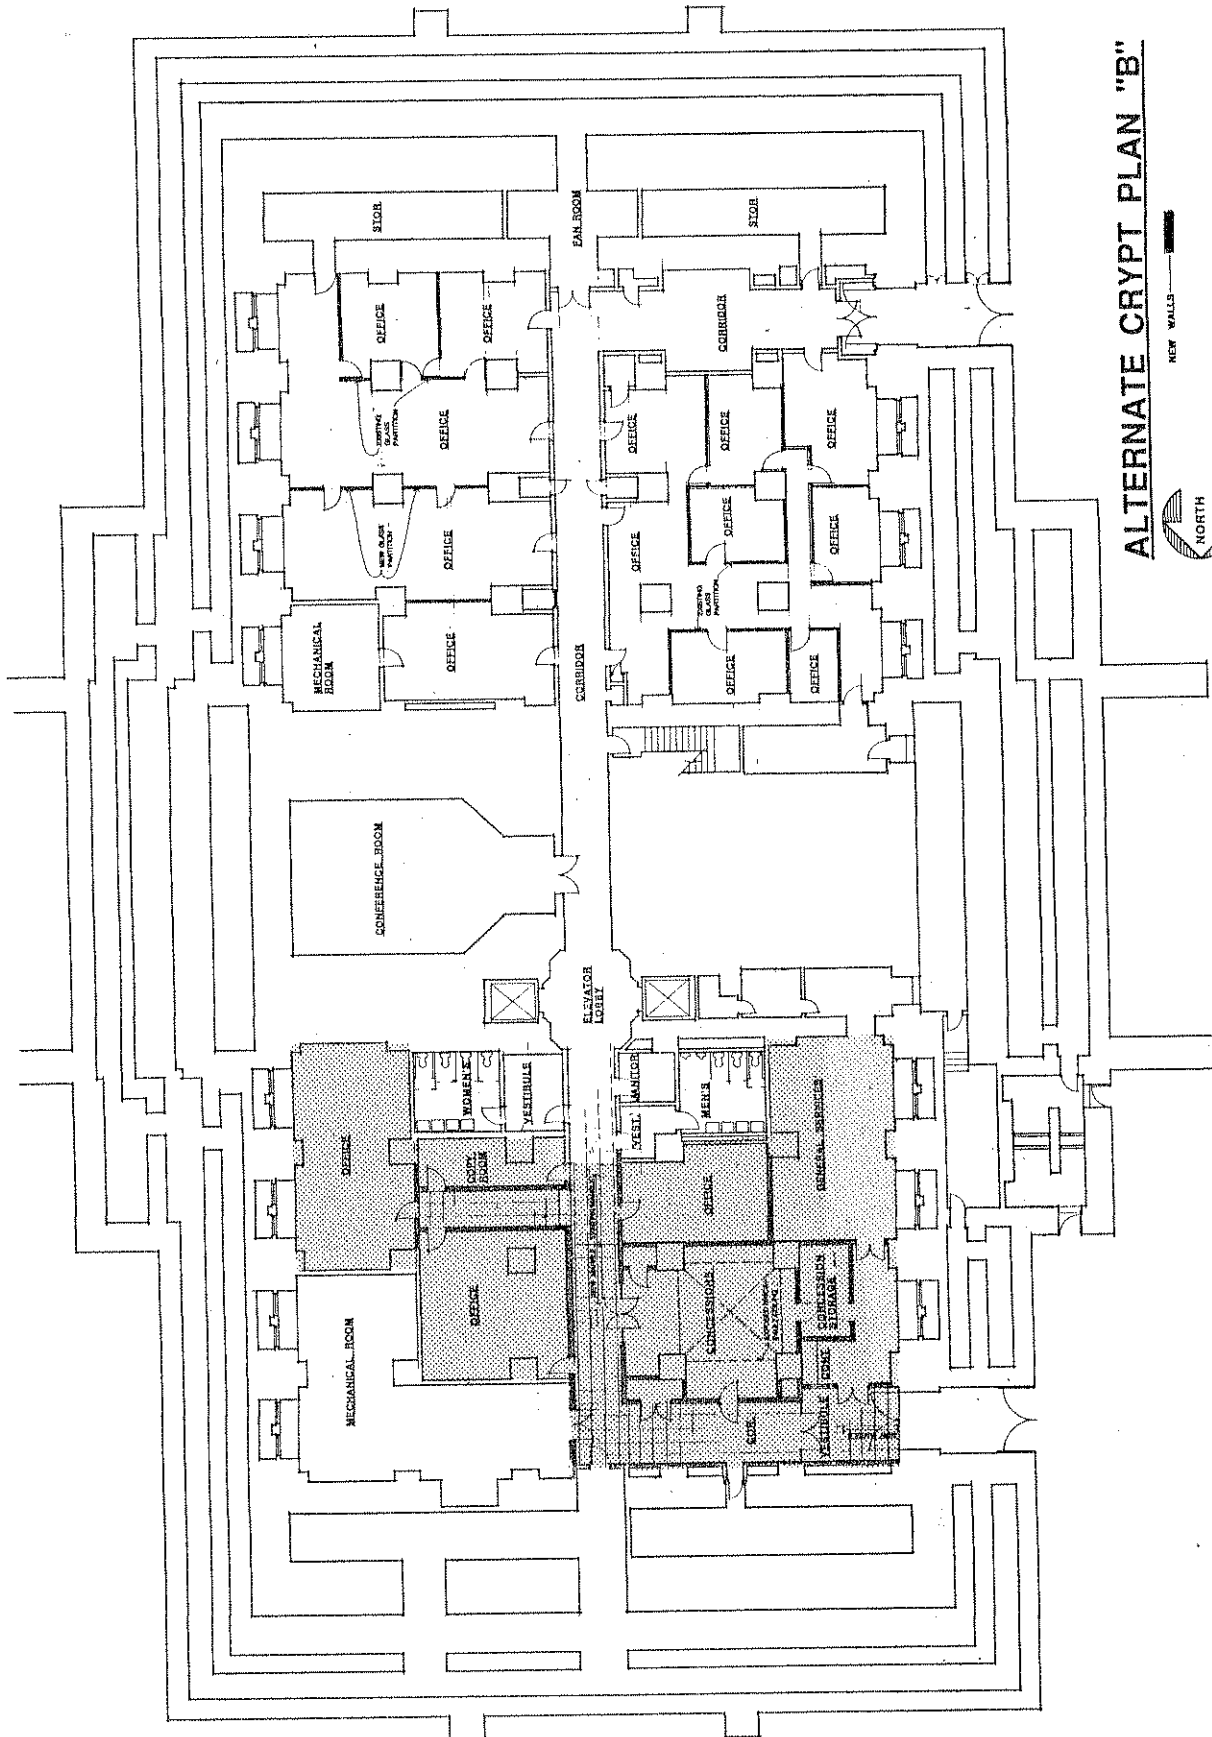 ALTERNATE CRYPT PLAN "B"
NEW WALLS
NORTH
STOR.
FAN ROOM
STOR.
OFFICE
OFFICE
CORRIDOR
EXISTING
GLASS
PARTITION
OFFICE
OFFICE
OFFICE
OFFICE
NEW GLASS
PARTITION
OFFICE
OFFICE
OFFICE
OFFICE
EXISTING
GLASS
PARTITION
MECHANICAL
ROOM
OFFICE
CORRIDOR
OFFICE
OFFICE
CONFERENCE ROOM
ELEVATOR
LOBBY
WOMEN'S
VESTIBULE
JANITOR
MEN'S
VEST.
GENERAL SERVICES
OFFICE
COPY
ROOM
OFFICE
OFFICE
CONCESSIONS
CONCESSION
STORAGE
MECHANICAL ROOM
COR.
VESTIBULE